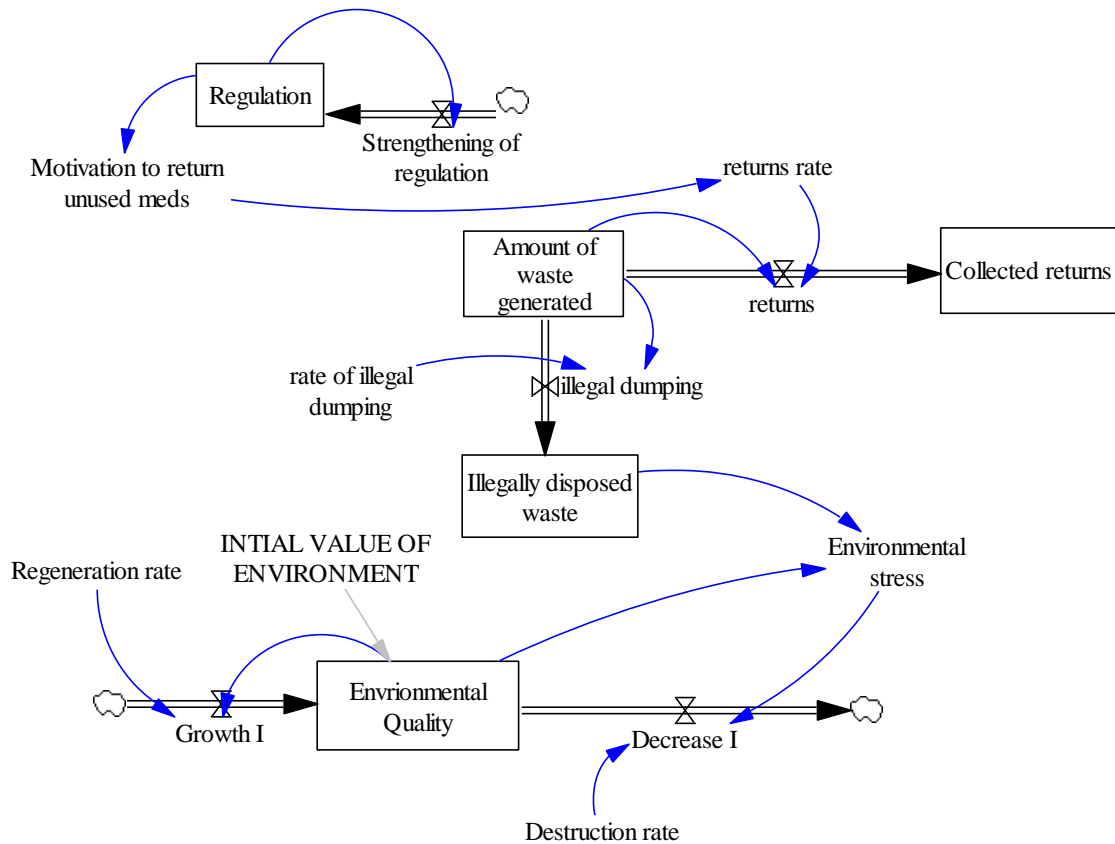 Regulation
Strengthening of
regulation
Motivation to return
unused meds
returns rate
Amount of
waste
generated
Collected returns
returns
rate of illegal
dumping
illegal dumping
Illegally disposed
waste
INTIAL VALUE OF
ENVIRONMENT
Environmental
stress
Regeneration rate
Envrionmental
Quality
Growth I
Decrease I
Destruction rate